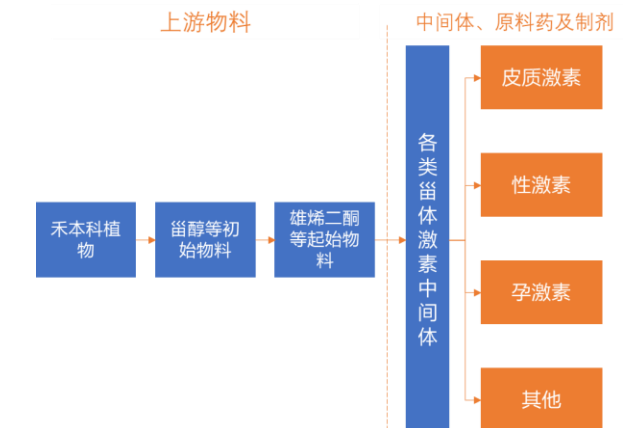 上游物料
中间体、原料药及制剂
禾本科植
物
甾醇等初
始物料
雄烯二酮
等起始物
料
各类甾体激素中间体
皮质激素
性激素
孕激素
其他